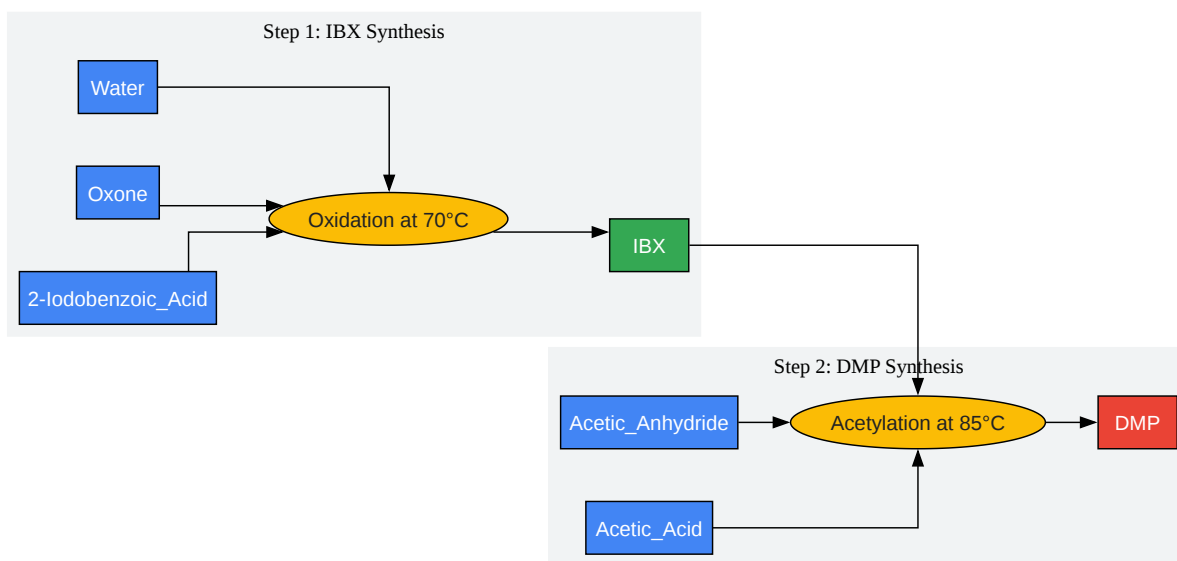 Step 1: IBX Synthesis
Water
Oxone
Oxidation at 70°C
IBX
2-Iodobenzoic_Acid
Step 2: DMP Synthesis
Acetic_Anhydride
Acetylation at 85°C
DMP
Acetic_Acid